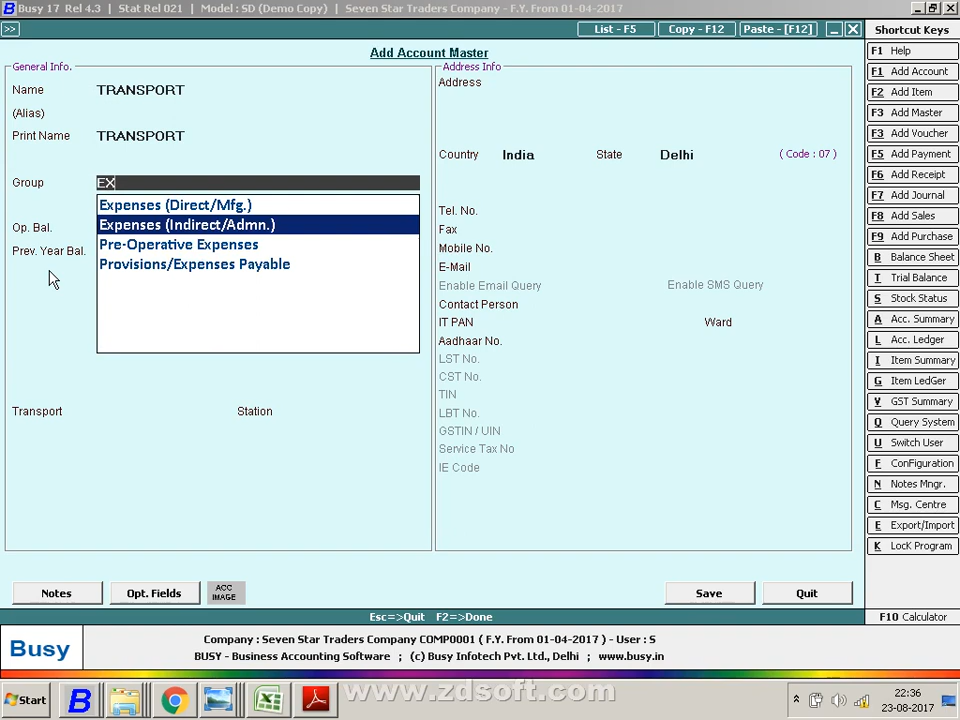 Busy 17 Rel 4.3 | Stat Rel 021 | Model : SD (Demo Copy) | Seven Star Traders Company - F.Y. From 01-04-2017
>> List - F5 Copy - F12 Paste - [F12]
Add Account Master
General Info.
Name TRANSPORT
(Alias)
Print Name TRANSPORT
Group EX
Expenses (Direct/Mfg.)
Expenses (Indirect/Admn.)
Pre-Operative Expenses
Provisions/Expenses Payable
Op. Bal.
Prev. Year Bal.
Transport Station
Address Info
Address
Country India State Delhi ( Code : 07 )
Tel. No.
Fax
Mobile No.
E-Mail
Enable Email Query Enable SMS Query
Contact Person
IT PAN Ward
Aadhaar No.
LST No.
CST No.
TIN
LBT No.
GSTIN / UIN
Service Tax No
IE Code
Notes Opt. Fields ACC IMAGE Save Quit
Esc=>Quit F2=>Done
Shortcut Keys
F1 Help
F1 Add Account
F2 Add Item
F3 Add Master
F3 Add Voucher
F5 Add Payment
F6 Add Receipt
F7 Add Journal
F8 Add Sales
F9 Add Purchase
B Balance Sheet
T Trial Balance
S Stock Status
A Acc. Summary
L Acc. Ledger
I Item Summary
G Item LedGer
V GST Summary
Q Query System
U Switch User
F ConFiguration
N Notes Mngr.
C Msg. Centre
E Export/Import
K LocK Program
F10 Calculator
Busy
Company : Seven Star Traders Company COMP0001 ( F.Y. From 01-04-2017 ) - User : S
BUSY - Business Accounting Software ; (c) Busy Infotech Pvt. Ltd., Delhi ; www.busy.in
Start
www.zdsoft.com
22:36
23-08-2017